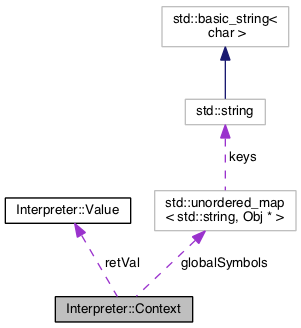 std::basic_string<
char >
std::string
keys
Interpreter::Value
std::unordered_map
< std::string, Obj * >
retVal
globalSymbols
Interpreter::Context